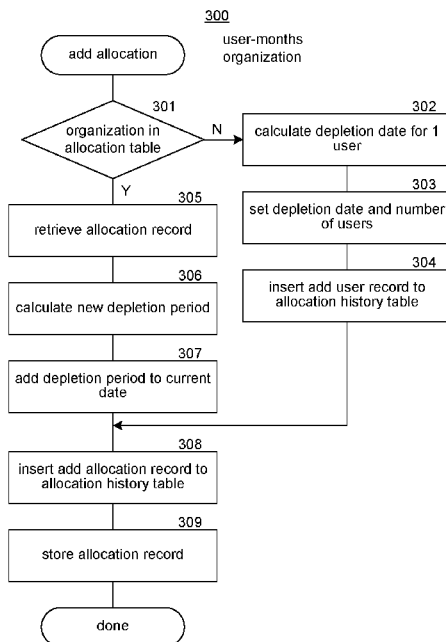 300
user-months
organization
add allocation
301
organization in
allocation table
N
Y
302
calculate depletion date for 1
user
303
set depletion date and number
of users
304
insert add user record to
allocation history table
305
retrieve allocation record
306
calculate new depletion period
307
add depletion period to current
date
308
insert add allocation record to
allocation history table
309
store allocation record
done